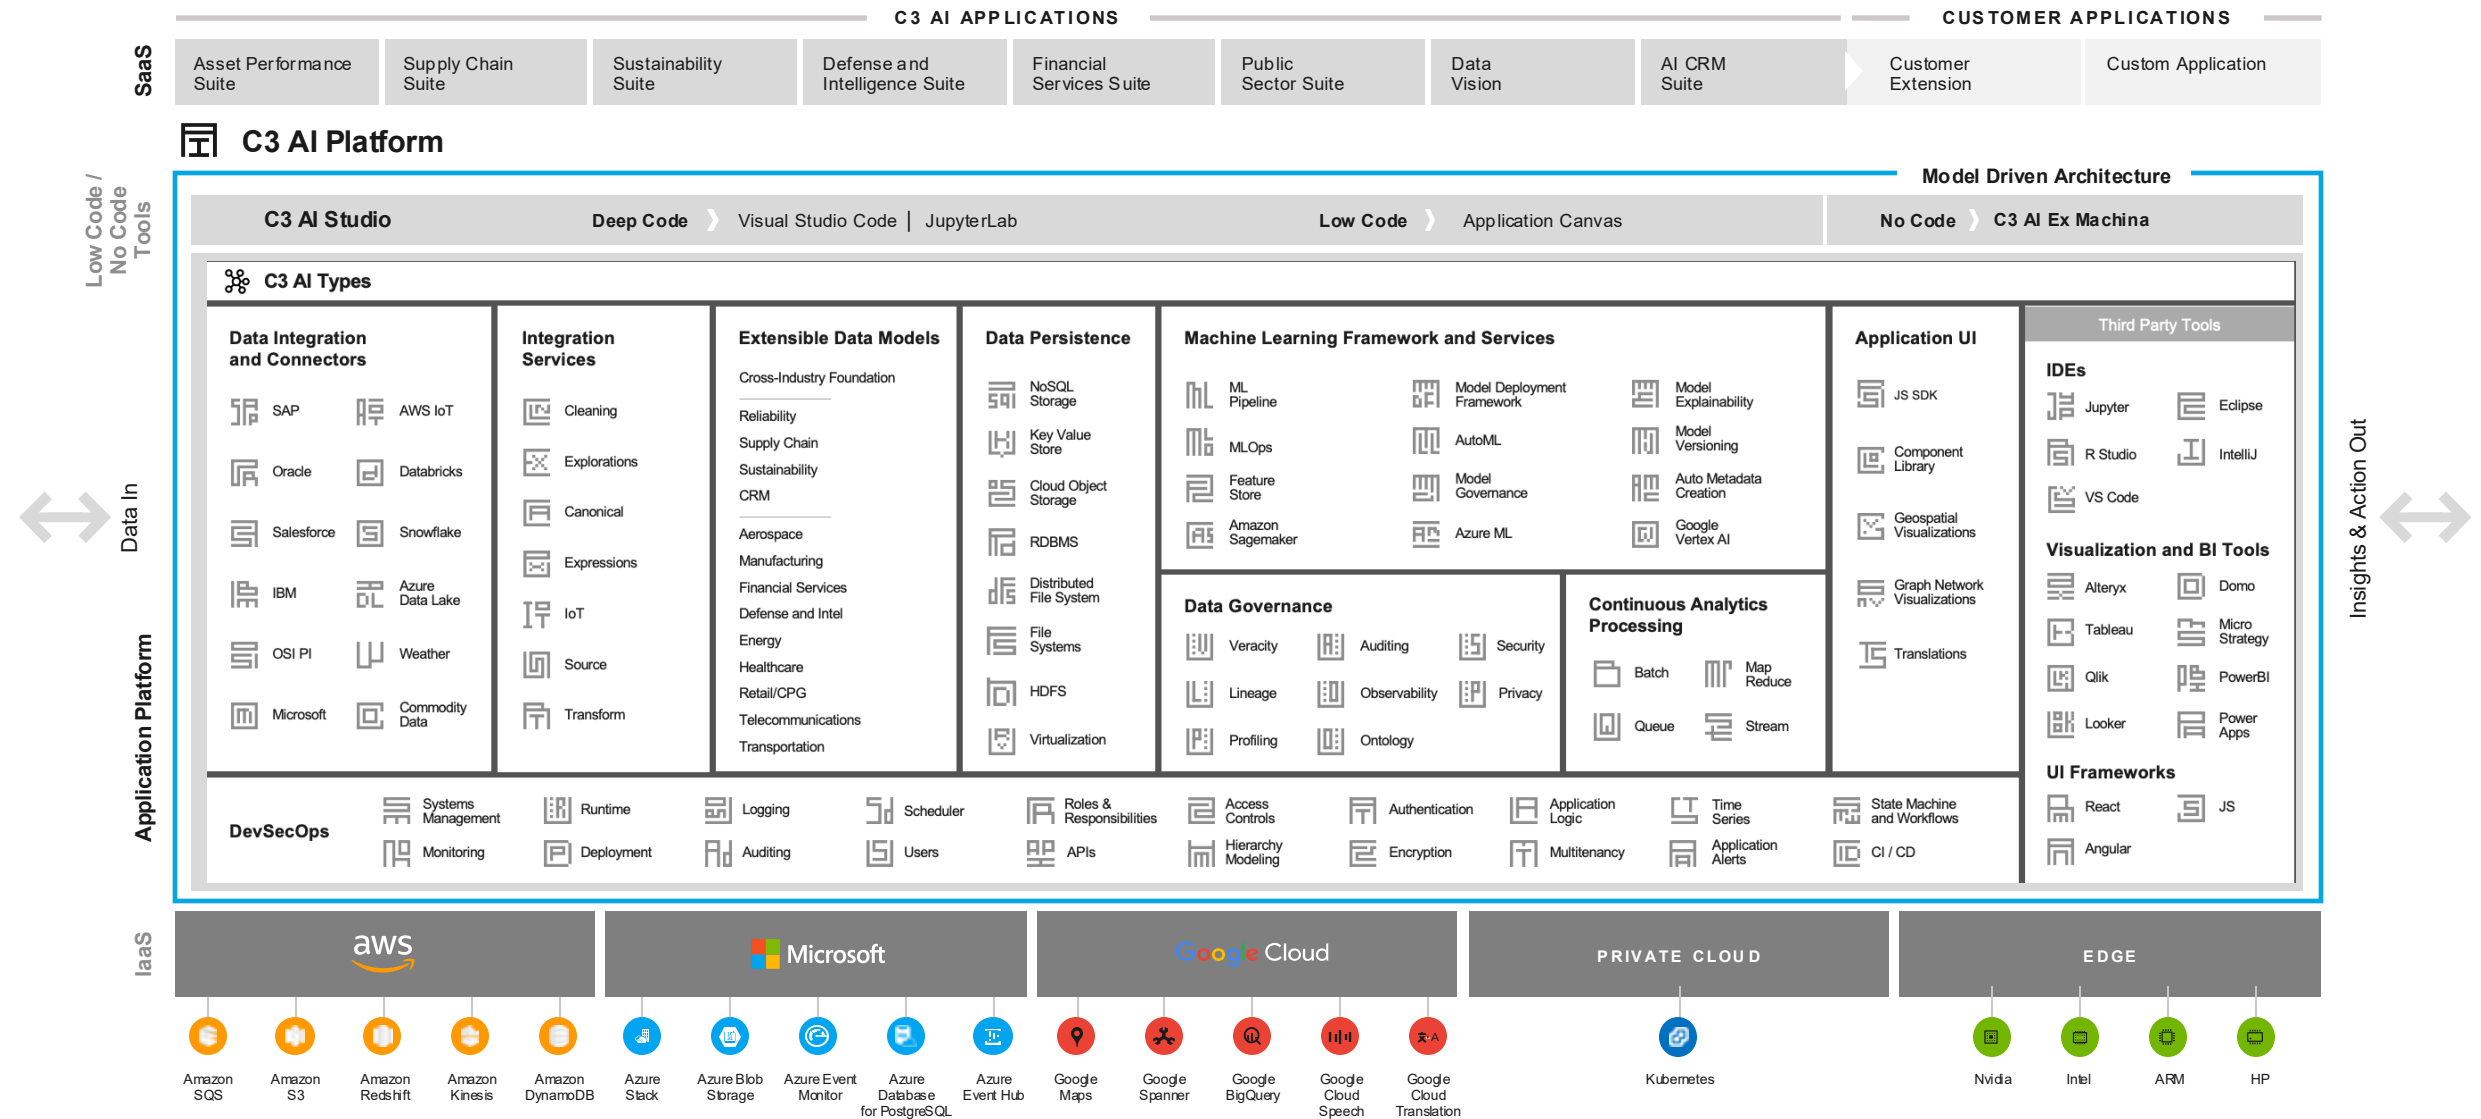 C3 AI APPLICATIONS
CUSTOMER APPLICATIONS
SaaS
Asset Performance
Suite
Supply Chain
Suite
Sustainability
Suite
Defense and
Intelligence Suite
Financial
Services Suite
Public
Sector Suite
Data
Vision
AI CRM
Suite
Customer
Extension
Custom Application
C3 AI Platform
Model Driven Architecture
Low Code /
No Code
Tools
C3 AI Studio
Deep Code
Visual Studio Code | JupyterLab
Low Code
Application Canvas
No Code
C3 AI Ex Machina
C3 AI Types
Data In
Application Platform
Data Integration
and Connectors
SAP
AWS IoT
Oracle
Databricks
Salesforce
Snowflake
IBM
Azure
Data Lake
OSI PI
Weather
Microsoft
Commodity
Data
Integration
Services
Cleaning
Explorations
Canonical
Expressions
IoT
Source
Transform
Extensible Data Models
Cross-Industry Foundation
Reliability
Supply Chain
Sustainability
CRM
Aerospace
Manufacturing
Financial Services
Defense and Intel
Energy
Healthcare
Retail/CPG
Telecommunications
Transportation
Data Persistence
NoSQL
Storage
Key Value
Store
Cloud Object
Storage
RDBMS
Distributed
File System
File
Systems
HDFS
Virtualization
Machine Learning Framework and Services
ML
Pipeline
Model Deployment
Framework
Model
Explainability
MLOps
AutoML
Model
Versioning
Feature
Store
Model
Governance
Auto Metadata
Creation
Amazon
Sagemaker
Azure ML
Google
Vertex AI
Data Governance
Veracity
Auditing
Security
Lineage
Observability
Privacy
Profiling
Ontology
Continuous Analytics
Processing
Batch
Map
Reduce
Queue
Stream
Application UI
JS SDK
Component
Library
Geospatial
Visualizations
Graph Network
Visualizations
Translations
Third Party Tools
IDEs
Jupyter
Eclipse
R Studio
IntelliJ
VS Code
Visualization and BI Tools
Alteryx
Domo
Tableau
Micro
Strategy
Qlik
PowerBI
Looker
Power
Apps
UI Frameworks
React
JS
Angular
Insights & Action Out
DevSecOps
Systems
Management
Runtime
Logging
Scheduler
Roles &
Responsibilities
Access
Controls
Authentication
Application
Logic
Time
Series
State Machine
and Workflows
Monitoring
Deployment
Auditing
Users
APIs
Hierarchy
Modeling
Encryption
Multitenancy
Application
Alerts
CI / CD
IaaS
aws
Microsoft
Google Cloud
PRIVATE CLOUD
EDGE
Amazon
SQS
Amazon
S3
Amazon
Redshift
Amazon
Kinesis
Amazon
DynamoDB
Azure
Stack
Azure Blob
Storage
Azure Event
Monitor
Azure
Database
for PostgreSQL
Azure
Event Hub
Google
Maps
Google
Spanner
Google
BigQuery
Google
Cloud
Speech
Google
Cloud
Translation
Kubernetes
Nvidia
Intel
ARM
HP